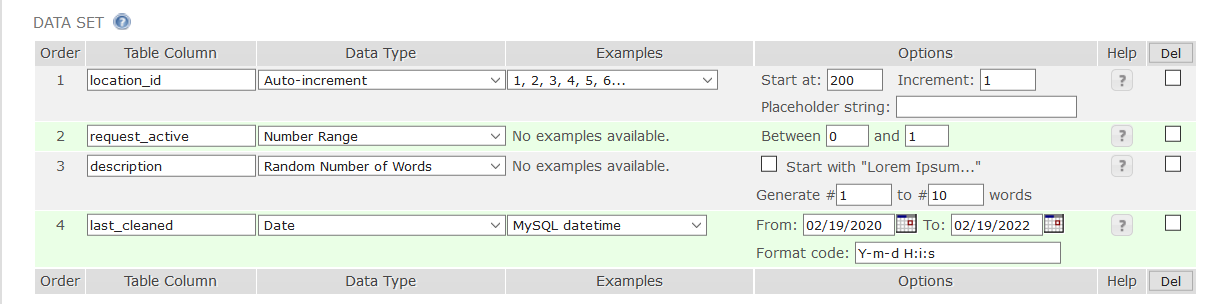 DATA SET ?
Order Table Column Data Type Examples Options Help Del
1 location_id Auto-increment 1, 2, 3, 4, 5, 6... Start at: 200 Increment: 1 ?
Placeholder string:
2 request_active Number Range No examples available. Between 0 and 1 ?
3 description Random Number of Words No examples available. Start with "Lorem Ipsum..." ?
Generate # 1 to # 10 words
4 last_cleaned Date MySQL datetime From: 02/19/2020 To: 02/19/2022 ?
Format code: Y-m-d H:i:s
Order Table Column Data Type Examples Options Help Del